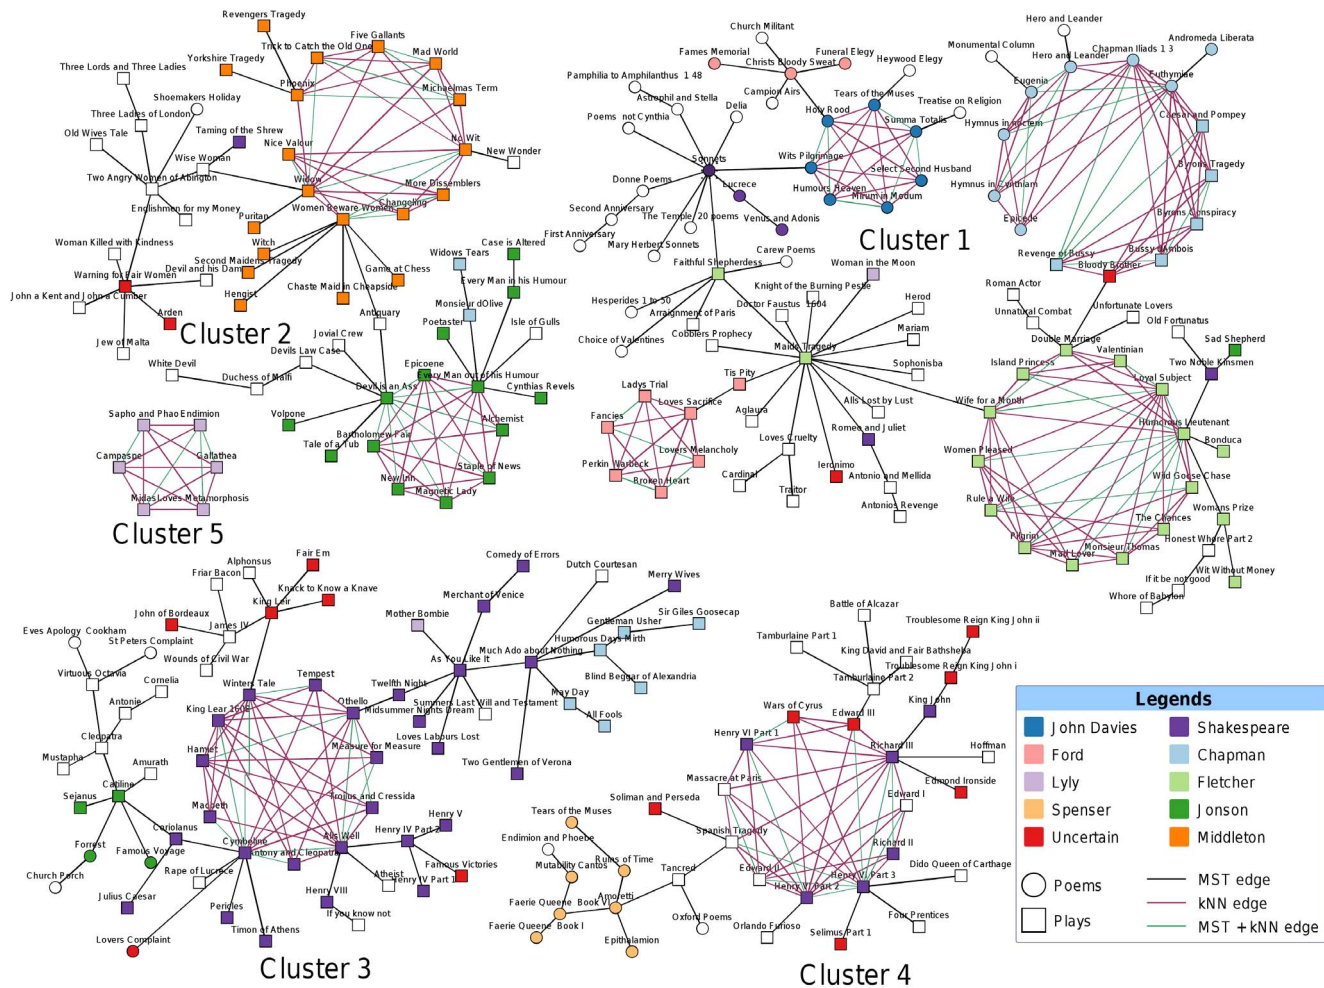 Revengers Tragedy
Trick to Catch the Old One
Five Gallants
Mad World
Yorkshire Tragedy
Phoenix
Michaelmas Term
Three Lords and Three Ladies
Shoemakers Holiday
Three Ladies of London
Old Wives Tale
Taming of the Shrew
Wise Woman
Nice Valour
No Wit
New Wonder
Two Angry Women of Abington
Widow
More Dissemblers
Englishmen for my Money
Puritan
Women Beware Women
Changeling
Woman Killed with Kindness
Witch
Second Maidens Tragedy
Warning for Fair Women
Devil and his Dam
Game at Chess
John a Kent and John a Cumber
Hengist
Chaste Maid in Cheapside
Arden
Cluster 2
Jew of Malta
Widows Tears
Case is Altered
Every Man in his Humour
Monsieur dOlive
Antiquary
Poetaster
Isle of Gulls
Jovial Crew
Devils Law Case
White Devil
Duchess of Malfi
Epicoene
Every Man out of his Humour
Devil is an Ass
Cynthias Revels
Volpone
Tale of a Tub
Bartholomew Fair
Alchemist
Staple of News
New Inn
Magnetic Lady
Sapho and Phao
Endimion
Campaspe
Gallathea
Midas
Loves Metamorphosis
Cluster 5
Church Militant
Fames Memorial
Christs Bloody Sweat
Funeral Elegy
Pamphilia to Amphilanthus 1 48
Campion Airs
Heywood Elegy
Astrophil and Stella
Delia
Holy Rood
Tears of the Muses
Treatise on Religion
Poems not Cynthia
Summa Totalis
Sonnets
Wits Pilgrimage
Select Second Husband
Donne Poems
Lucrece
Humours Heaven
Mirum in Modum
Second Anniversary
The Temple 20 poems
Venus and Adonis
First Anniversary
Mary Herbert Sonnets
Cluster 1
Hero and Leander
Monumental Column
Hero and Leander
Chapman Iliads 1 3
Andromeda Liberata
Eugenia
Euthymiae
Hymnus in Noctem
Caesar and Pompey
Byrons Tragedy
Hymnus in Cynthiam
Epicede
Byrons Conspiracy
Revenge of Bussy
Bussy dAmbois
Bloody Brother
Carew Poems
Faithful Shepherdess
Woman in the Moon
Knight of the Burning Pestle
Hesperides 1 to 50
Doctor Faustus 1604
Herod
Arraignment of Paris
Cobblers Prophecy
Mariam
Choice of Valentines
Maids Tragedy
Sophonisba
Tis Pity
Ladys Trial
Loves Sacrifice
Fancies
Aglaura
Alls Lost by Lust
Romeo and Juliet
Loves Cruelty
Lovers Melancholy
Perkin Warbeck
Broken Heart
Cardinal
Traitor
Ieronimo
Antonio and Mellida
Antonios Revenge
Roman Actor
Unnatural Combat
Unfortunate Lovers
Old Fortunatus
Sad Shepherd
Double Marriage
Valentinian
Two Noble Kinsmen
Island Princess
Loyal Subject
Wife for a Month
Humorous Lieutenant
Bonduca
Women Pleased
Wild Goose Chase
Rule a Wife
Womans Prize
The Chances
Pilgrim
Mad Lover
Monsieur Thomas
Honest Whore Part 2
Wit Without Money
If it be not good
Whore of Babylon
Fair Em
Alphonsus
Friar Bacon
Knack to Know a Knave
King Leir
John of Bordeaux
James IV
Eves Apology Cookham
St Peters Complaint
Wounds of Civil War
Virtuous Octavia
Cornelia
Antonie
Cleopatra
Mustapha
Amurath
Catiline
Sejanus
Coriolanus
Forrest
Famous Voyage
Church Porch
Rape of Lucrece
Julius Caesar
Lovers Complaint
Pericles
Timon of Athens
Winters Tale
Tempest
Othello
King Lear 1608
Hamlet
Measure for Measure
Macbeth
Troilus and Cressida
Cymbeline
Antony and Cleopatra
Alls Well
Henry IV Part 2
Henry V
Famous Victories
Henry IV Part 1
Atheist
Henry VIII
If you know not
Cluster 3
Comedy of Errors
Merchant of Venice
Mother Bombie
Dutch Courtesan
Merry Wives
Gentleman Usher
Sir Giles Goosecap
Humorous Days Mirth
Much Ado about Nothing
As You Like It
Twelfth Night
Blind Beggar of Alexandria
Summers Last Will and Testament
Midsummer Nights Dream
May Day
All Fools
Loves Labours Lost
Two Gentlemen of Verona
Tears of the Muses
Endimion and Phoebe
Ruins of Time
Mutability Cantos
Amoretti
Faerie Queene Book VI
Faerie Queene Book I
Epithalamion
Battle of Alcazar
Troublesome Reign King John ii
Tamburlaine Part 1
King David and Fair Bathsheba
Troublesome Reign King John i
Tamburlaine Part 2
King John
Wars of Cyrus
Edward III
Henry VI Part 1
Richard III
Hoffman
Massacre at Paris
Edmond Ironside
Soliman and Perseda
Edward I
Spanish Tragedy
Richard II
Tancred
Edward II
Henry VI Part 2
Henry VI Part 3
Dido Queen of Carthage
Oxford Poems
Orlando Furioso
Four Prentices
Selimus Part 1
Cluster 4
Legends
John Davies
Shakespeare
Ford
Chapman
Lyly
Fletcher
Spenser
Jonson
Uncertain
Middleton
Poems
MST edge
kNN edge
Plays
MST +kNN edge